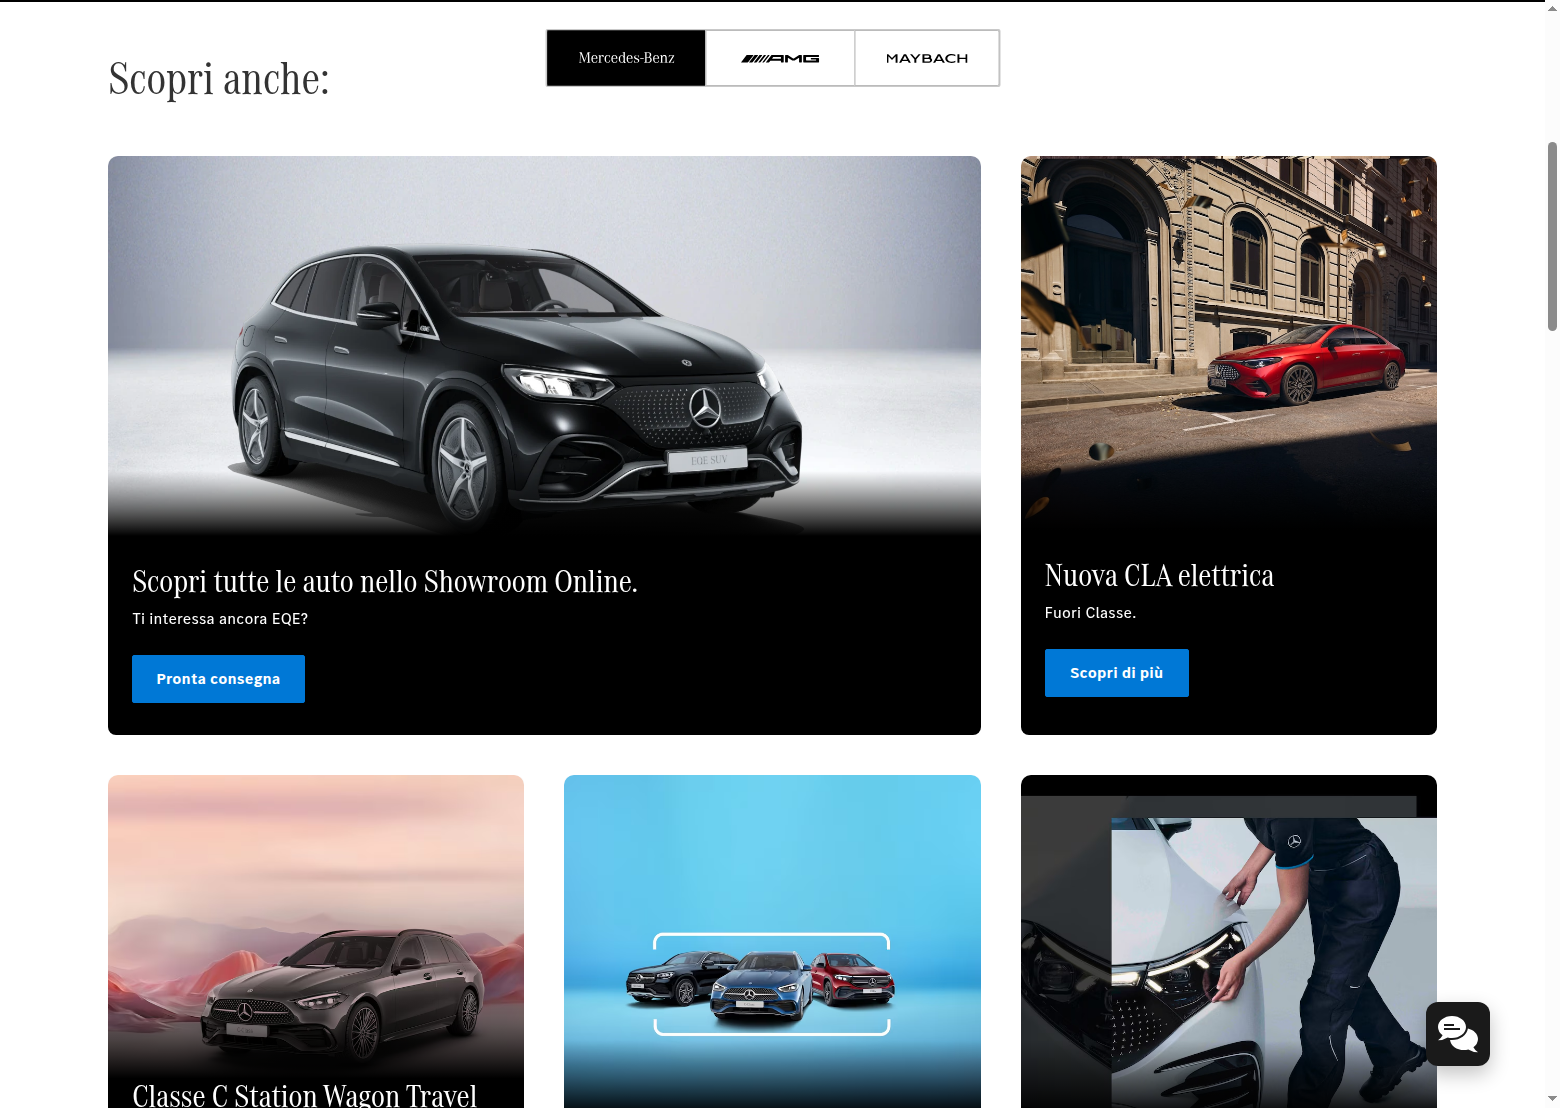 Scopri anche:
Mercedes-Benz
AMG
MAYBACH
EQE SUV
Scopri tutte le auto nello Showroom Online.
Ti interessa ancora EQE?
Pronta consegna
Nuova CLA elettrica
Fuori Classe.
Scopri di più
Classe C Station Wagon Travel